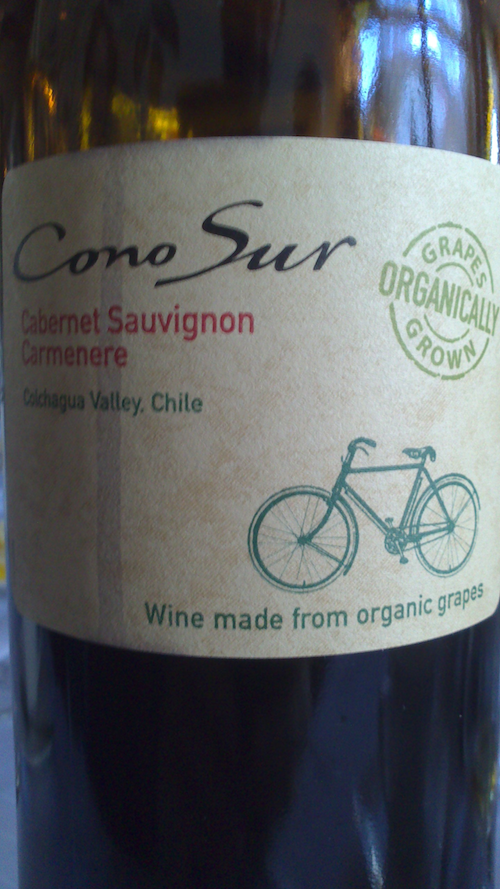 Cono Sur
Cabernet Sauvignon
Carmenere
Colchagua Valley, Chile
GRAPES
ORGANICALLY
GROWN
Wine made from organic grapes